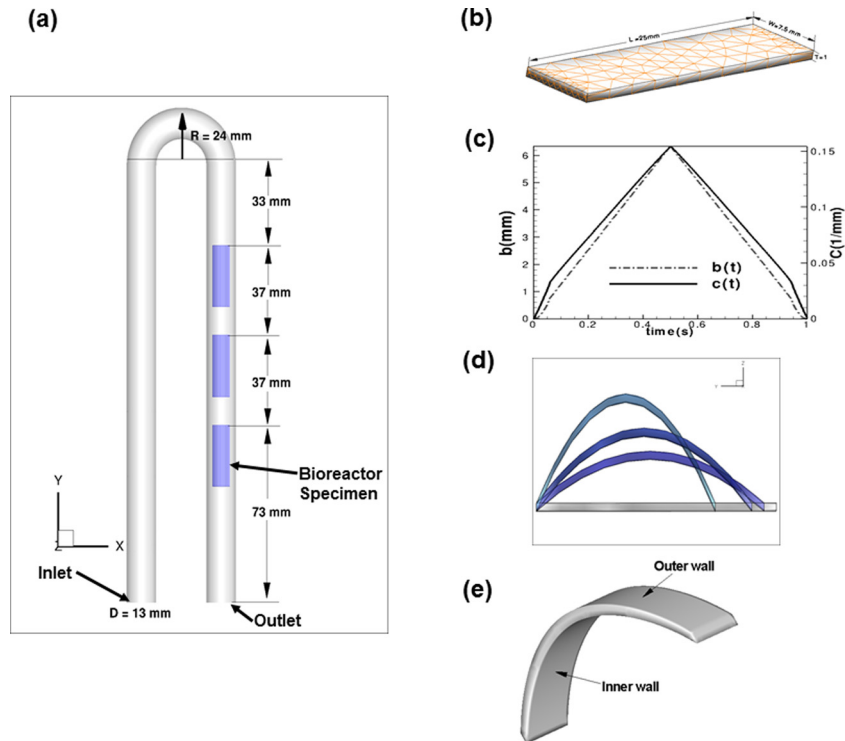 (a)
R = 24 mm
33 mm
37 mm
37 mm
Bioreactor
Specimen
73 mm
Y
Z
X
Inlet
D = 13 mm
Outlet
(b)
L =25mm
W=7.5 mm
T=1
(c)
b(mm)
6
5
4
3
2
1
0
0
0.2
0.4
0.6
0.8
1
time(s)
b(t)
c(t)
C(1/mm)
0.15
0.1
0.05
0
(d)
Z
Y
(e)
Outer wall
Inner wall